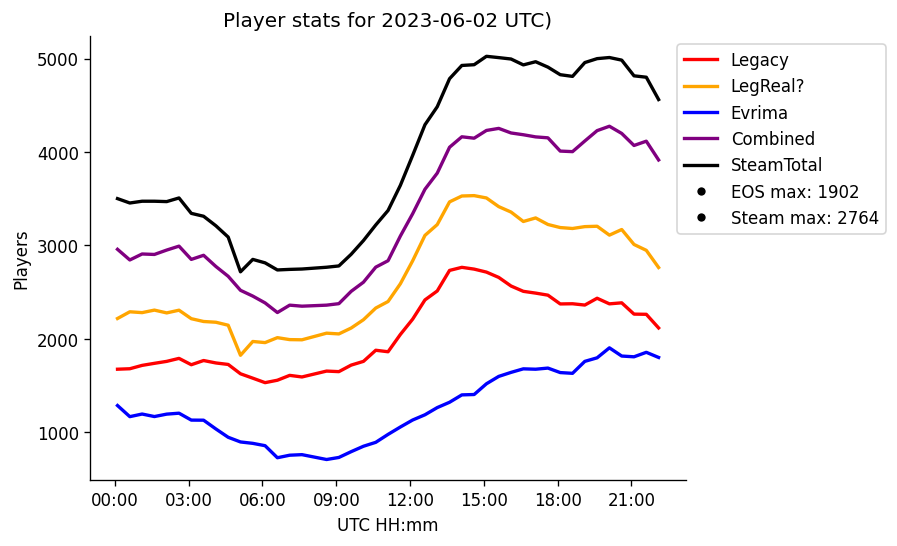 Player stats for 2023-06-02 UTC)
Players
5000
4000
3000
2000
1000
00:00 03:00 06:00 09:00 12:00 15:00 18:00 21:00
UTC HH:mm
Legacy
LegReal?
Evrima
Combined
SteamTotal
EOS max: 1902
Steam max: 2764